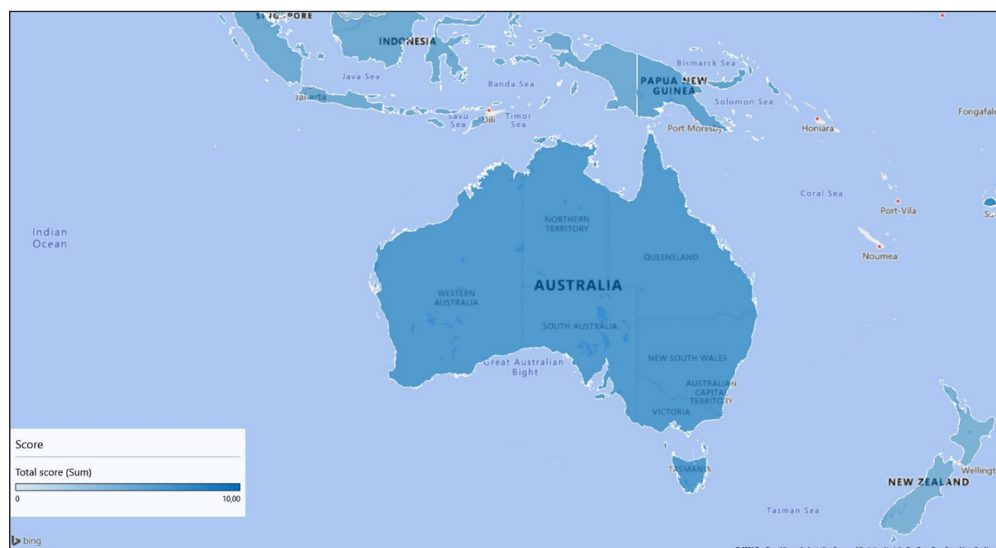 SINGAPORE
INDONESIA
Java Sea
Banda Sea
Bismarck Sea
PAPUA NEW
GUINEA
Solomon Sea
Jakarta
Savu
Sea
Dili
Timor
Sea
Port Moresby
Honiara
Fongafale
Coral Sea
Port-Vila
Noumea
Indian
Ocean
NORTHERN
TERRITORY
QUEENSLAND
AUSTRALIA
WESTERN
AUSTRALIA
SOUTH AUSTRALIA
Great Australian
Bight
NEW SOUTH WALES
AUSTRALIAN
CAPITAL
TERRITORY
VICTORIA
TASMANIA
Wellingt
NEW ZEALAND
Tasman Sea
Score
Total score (Sum)
0
10,00
bing